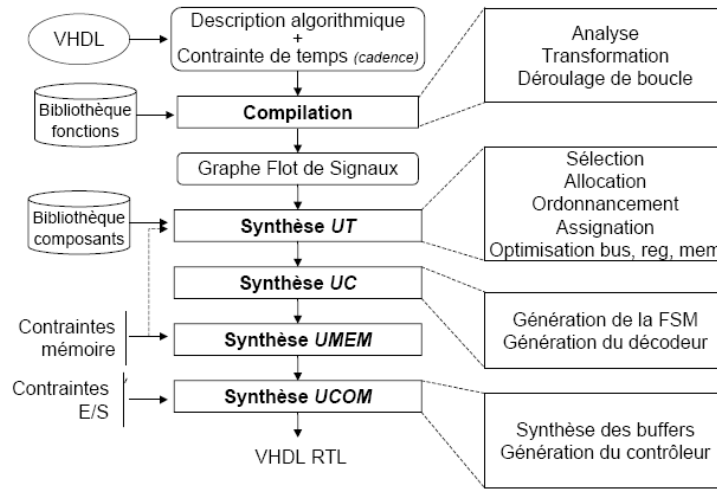 VHDL
Description algorithmique
+
Contrainte de temps (cadence)
Analyse
Transformation
Déroulage de boucle
Bibliothèque
fonctions
Compilation
Graphe Flot de Signaux
Bibliothèque
composants
Synthèse UT
Sélection
Allocation
Ordonnancement
Assignation
Optimisation bus, reg, mem
Synthèse UC
Génération de la FSM
Génération du décodeur
Contraintes
mémoire
Synthèse UMEM
Contraintes
E/S
Synthèse UCOM
Synthèse des buffers
Génération du contrôleur
VHDL RTL